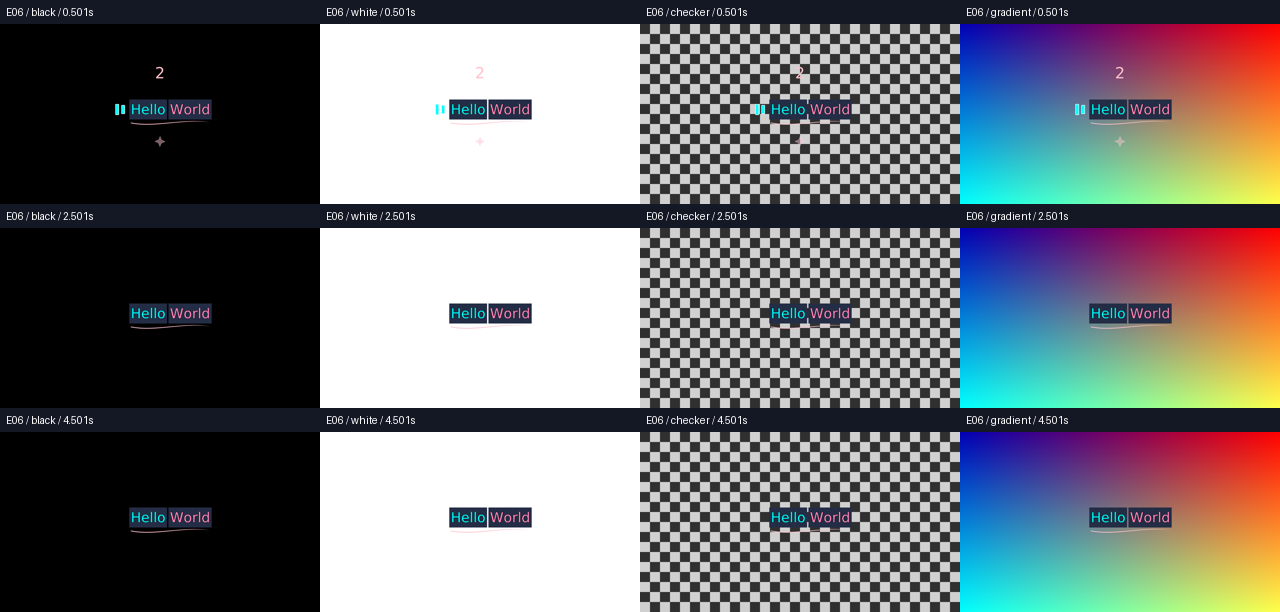 E06 / black / 0.501s
E06 / white / 0.501s
E06 / checker / 0.501s
E06 / gradient / 0.501s
2
2
2
2
Hello World
Hello World
Hello World
Hello World
E06 / black / 2.501s
E06 / white / 2.501s
E06 / checker / 2.501s
E06 / gradient / 2.501s
Hello World
Hello World
Hello World
Hello World
E06 / black / 4.501s
E06 / white / 4.501s
E06 / checker / 4.501s
E06 / gradient / 4.501s
Hello World
Hello World
Hello World
Hello World